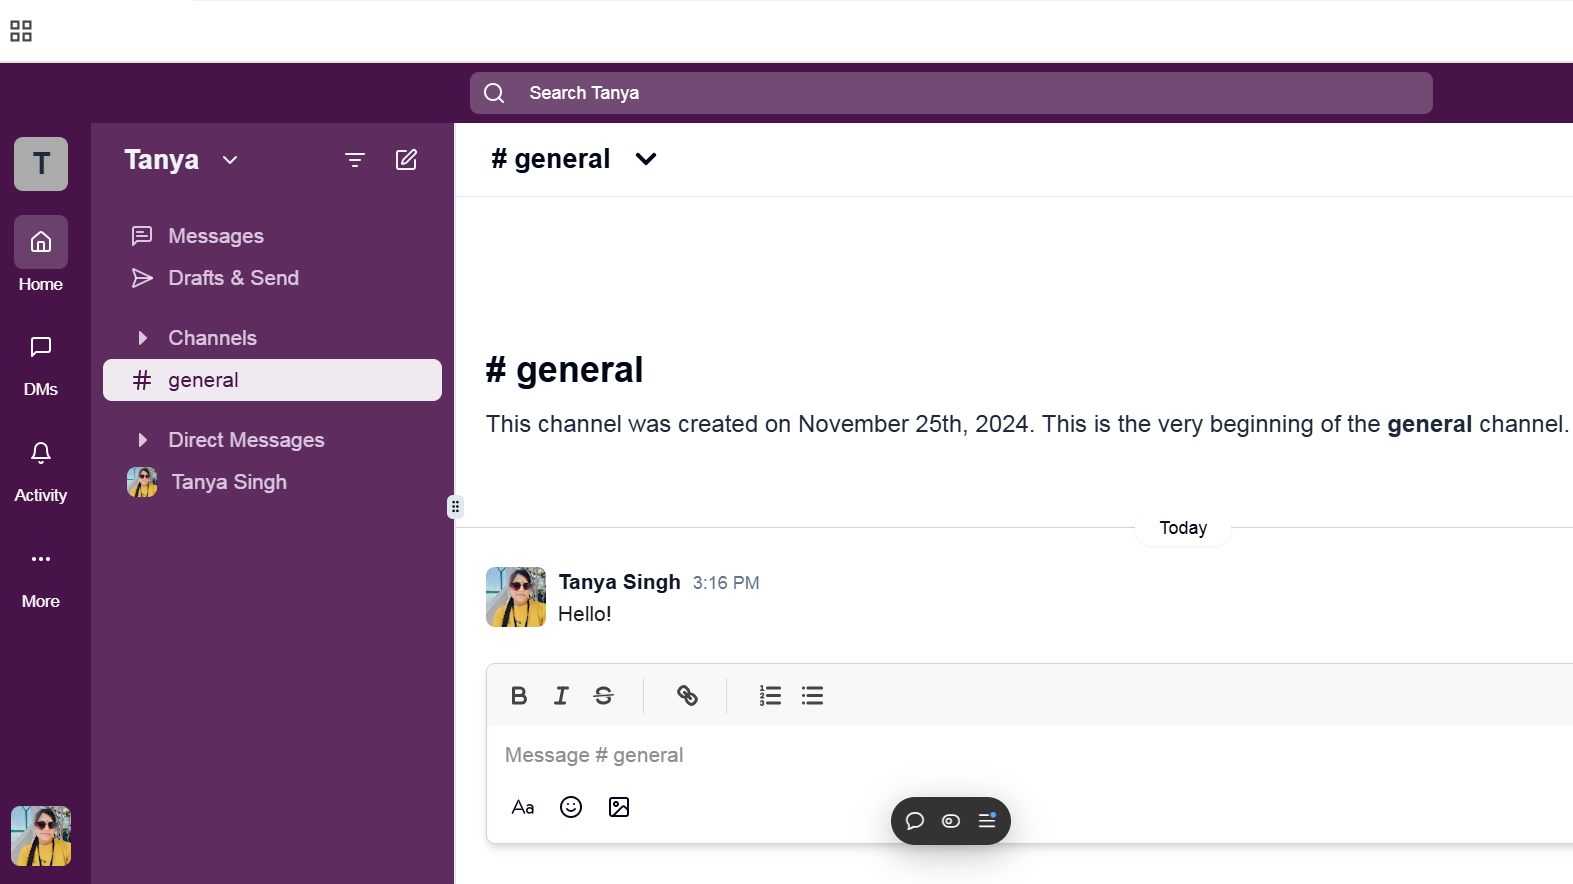 Search Tanya
T
Home
DMs
Activity
More
Tanya
Messages
Drafts & Send
Channels
# general
Direct Messages
Tanya Singh
# general
# general
This channel was created on November 25th, 2024. This is the very beginning of the general channel.
Today
Tanya Singh 3:16 PM
Hello!
Message # general
Aa